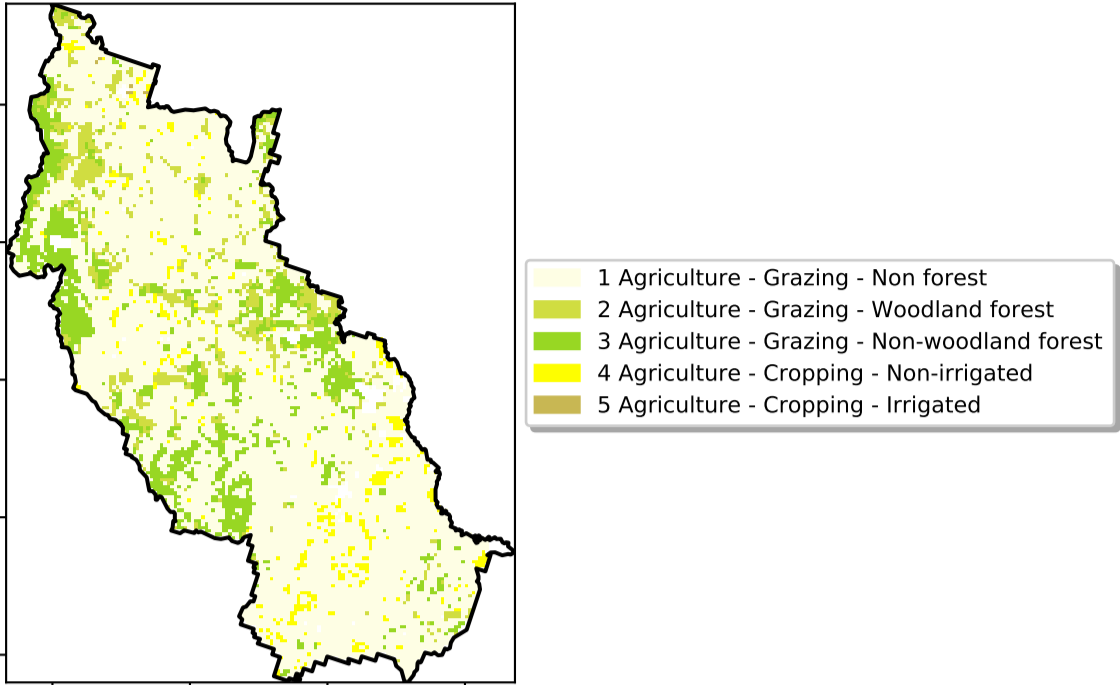 1 Agriculture - Grazing - Non forest
2 Agriculture - Grazing - Woodland forest
3 Agriculture - Grazing - Non-woodland forest
4 Agriculture - Cropping - Non-irrigated
5 Agriculture - Cropping - Irrigated